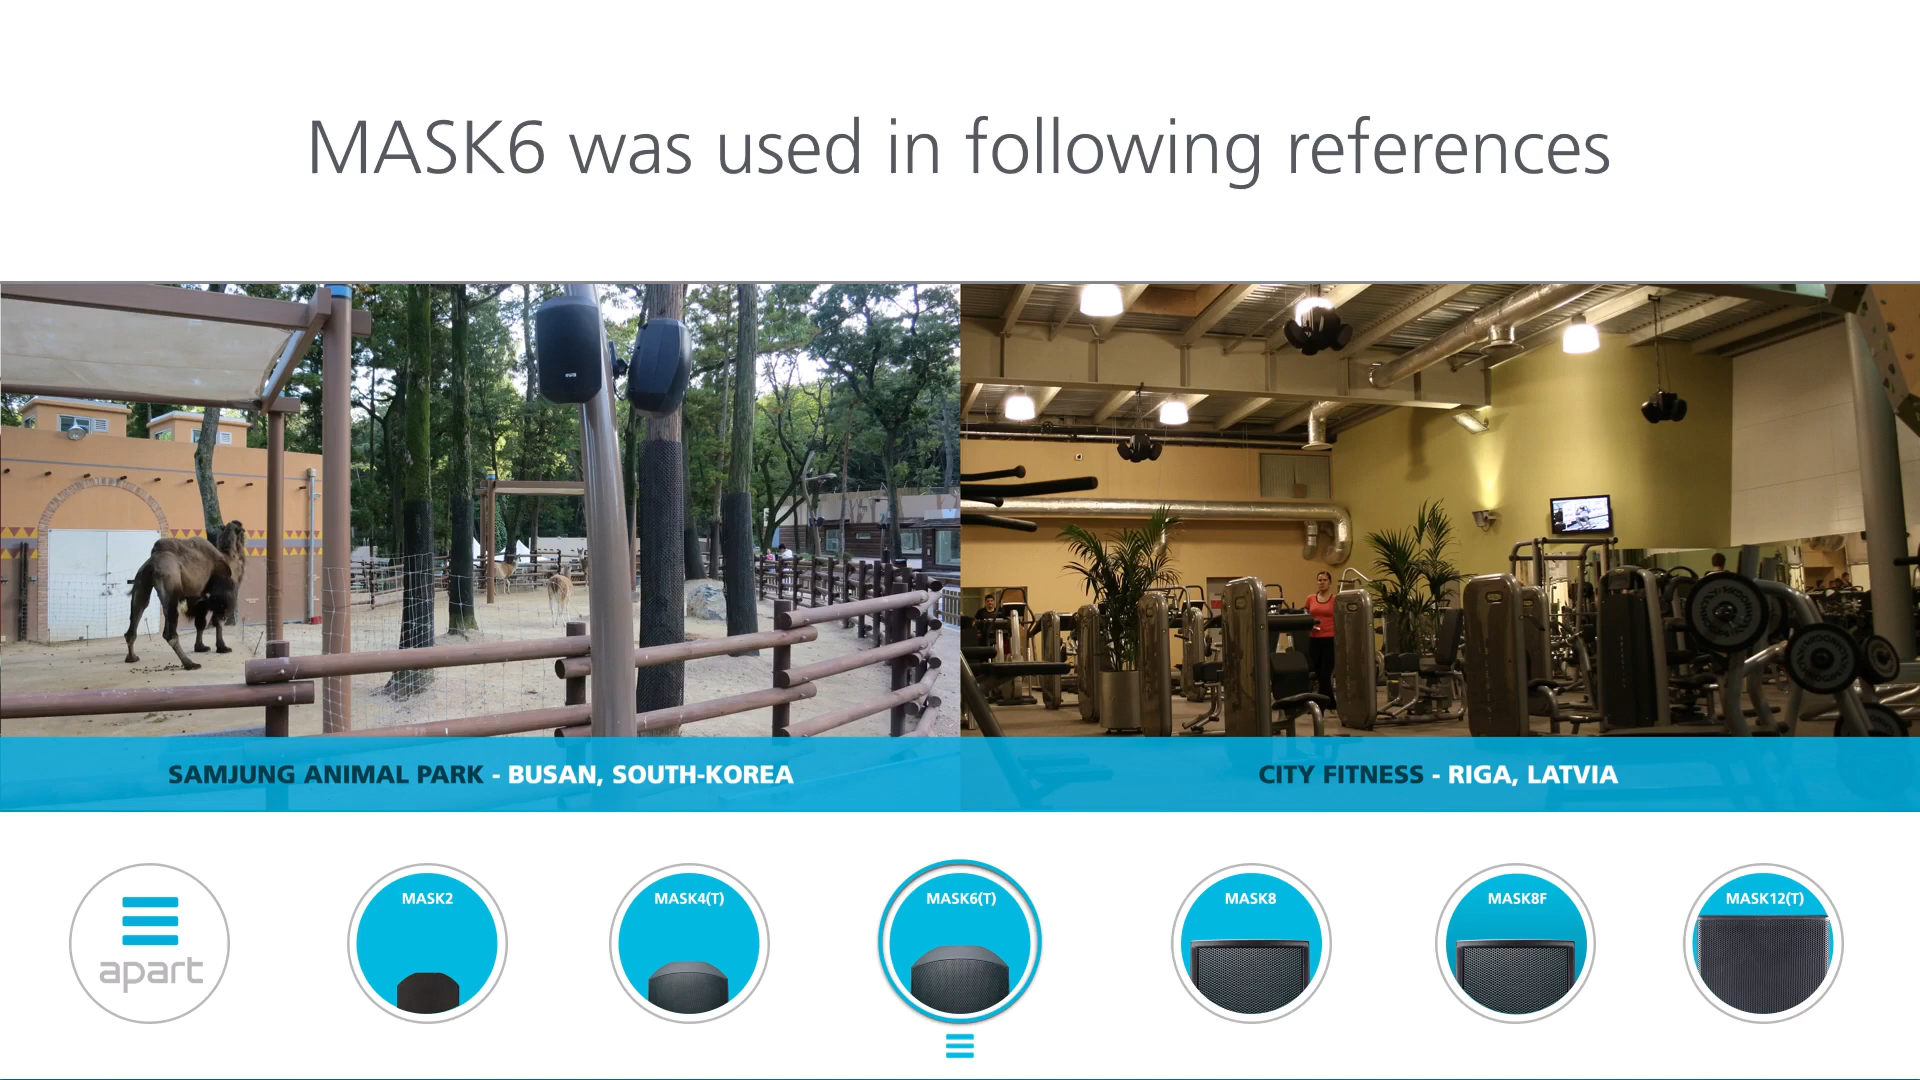 MASK6 was used in following references
SAMJUNG ANIMAL PARK - BUSAN, SOUTH-KOREA
CITY FITNESS - RIGA, LATVIA
apart
MASK2
MASK4(T)
MASK6(T)
MASK8
MASK8F
MASK12(T)